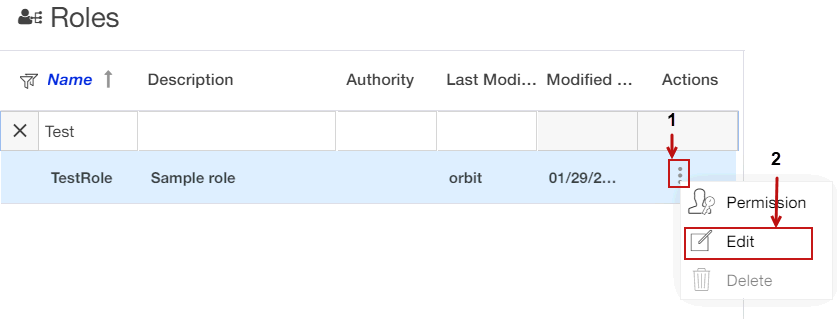 Roles
Name Description Authority Last Modi... Modified ... Actions
1
Test
2
TestRole Sample role orbit 01/29/2...
Permission
Edit
Delete